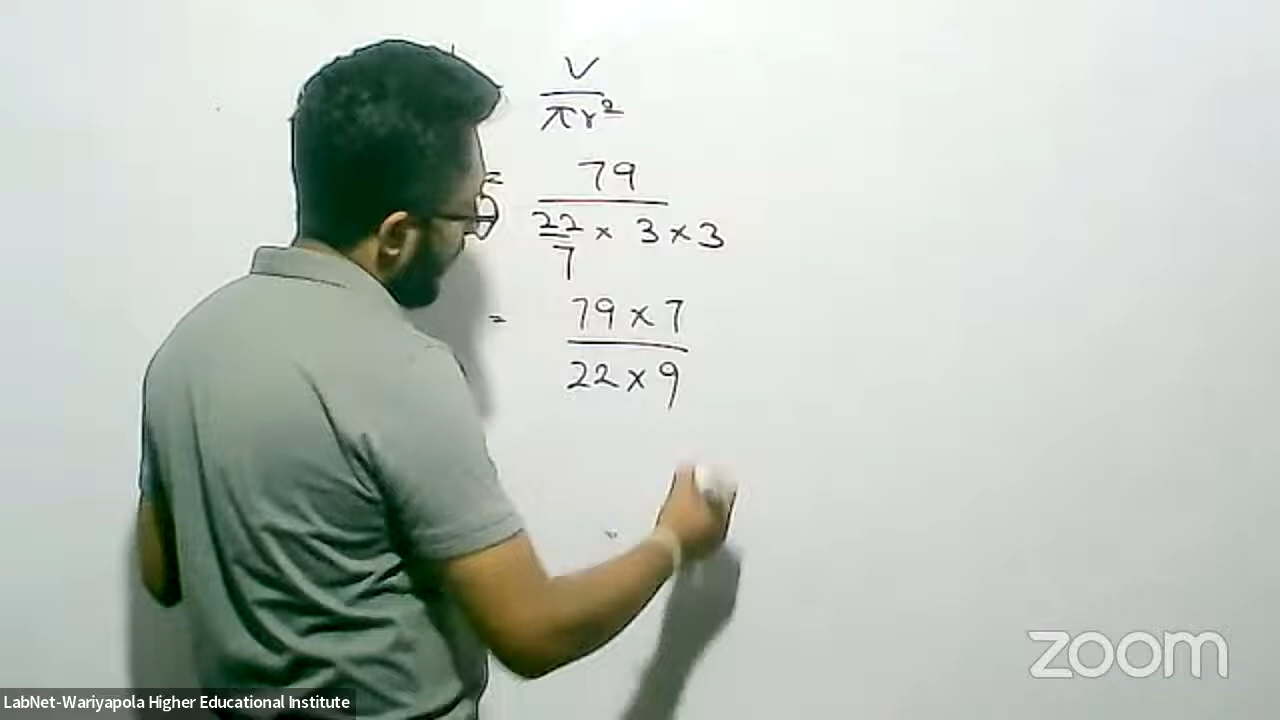 V
πr²
= 79
22 × 3 × 3
7
= 79 × 7
22 × 9
zoom
LabNet-Wariyapola Higher Educational Institute